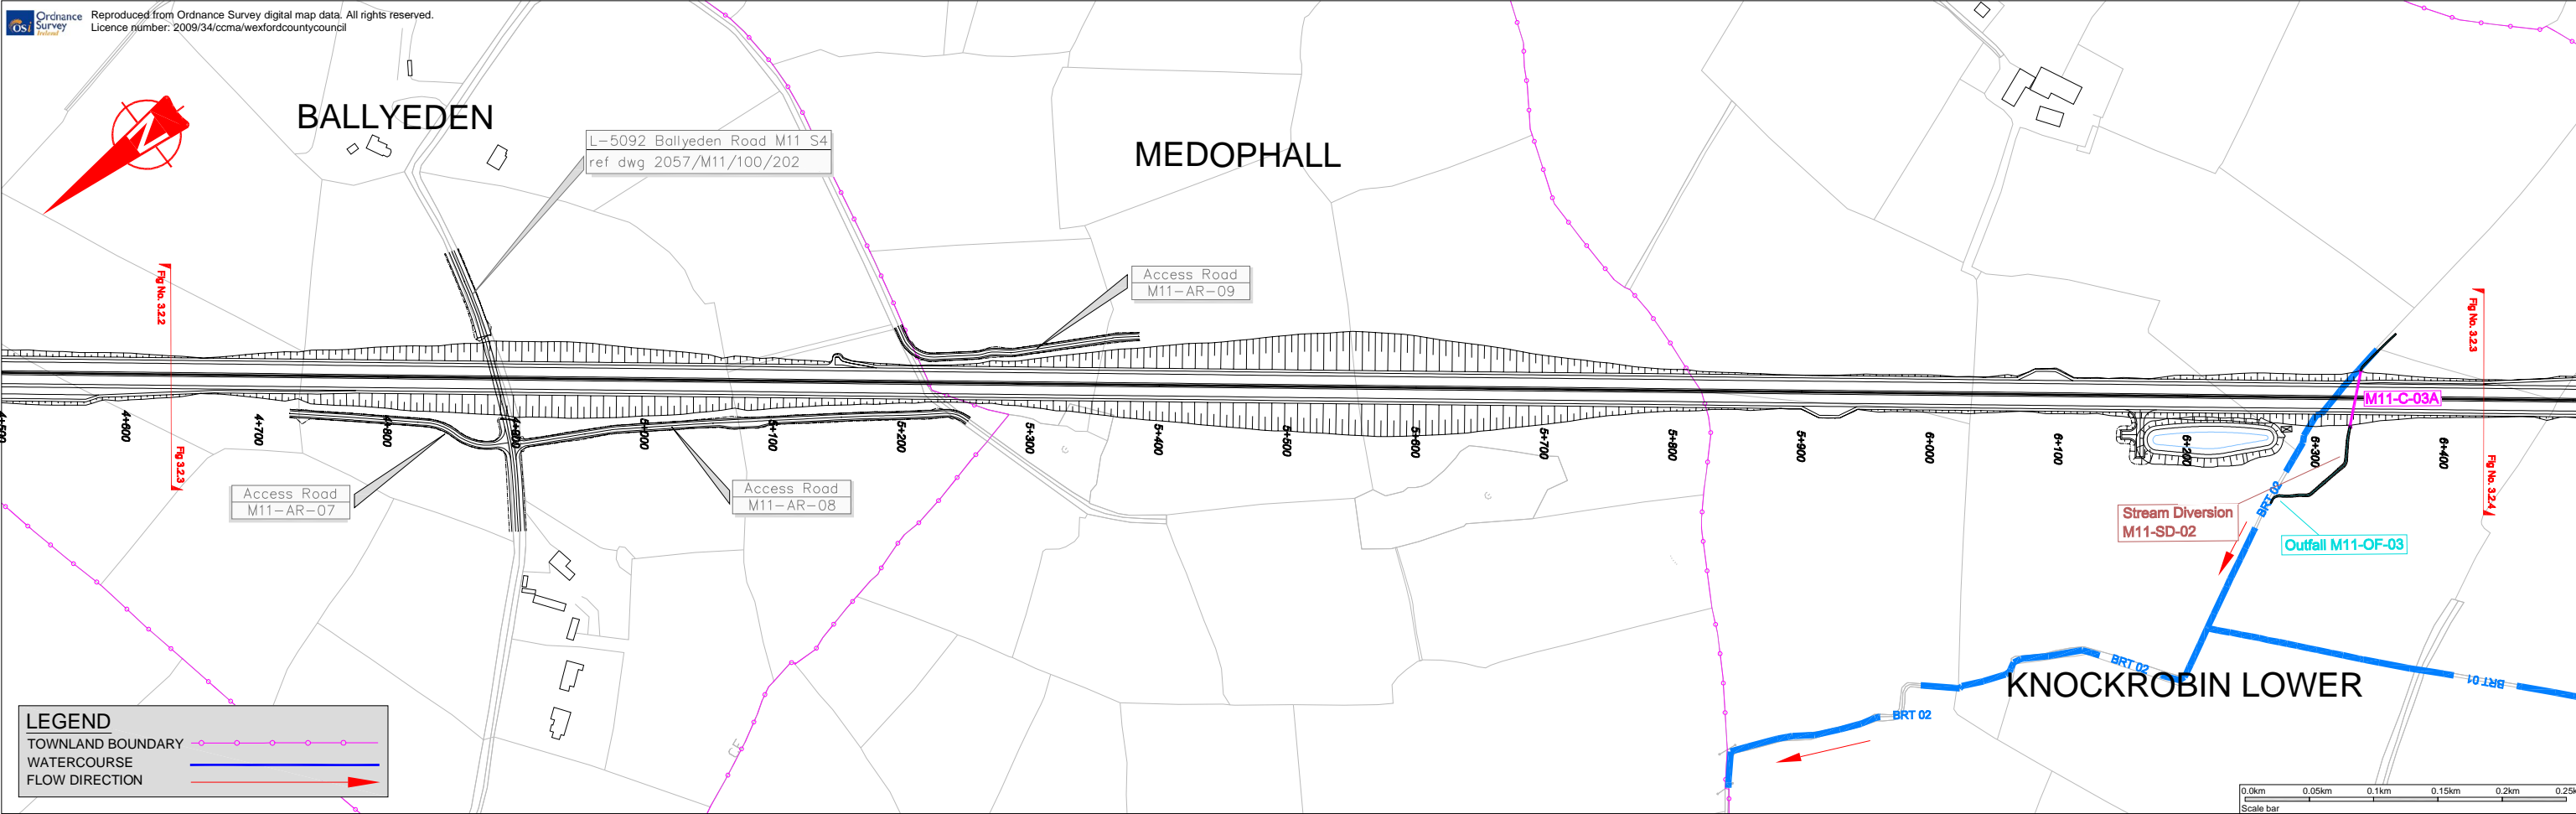 OSi Ordnance Survey Ireland
Reproduced from Ordnance Survey digital map data. All rights reserved.
Licence number: 2009/34/ccma/wexfordcountycouncil
N
BALLYEDEN
L-5092 Ballyeden Road M11 S4
ref dwg 2057/M11/100/202
MEDOPHALL
Access Road
M11-AR-09
Fig No. 3.2.2
Fig 3.2.3
Fig No. 3.2.3
Fig No. 3.2.4
M11-C-03A
4+500
4+600
4+700
4+800
4+900
5+000
5+100
5+200
5+300
5+400
5+500
5+600
5+700
5+800
5+900
6+000
6+100
6+200
6+300
6+400
Access Road
M11-AR-07
Access Road
M11-AR-08
G
G
BRT 02
Stream Diversion
M11-SD-02
Outfall M11-OF-03
BRT 02
BRT 01
KNOCKROBIN LOWER
BRT 02
CF
LEGEND
TOWNLAND BOUNDARY
WATERCOURSE
FLOW DIRECTION
0.0km 0.05km 0.1km 0.15km 0.2km 0.25k
Scale bar